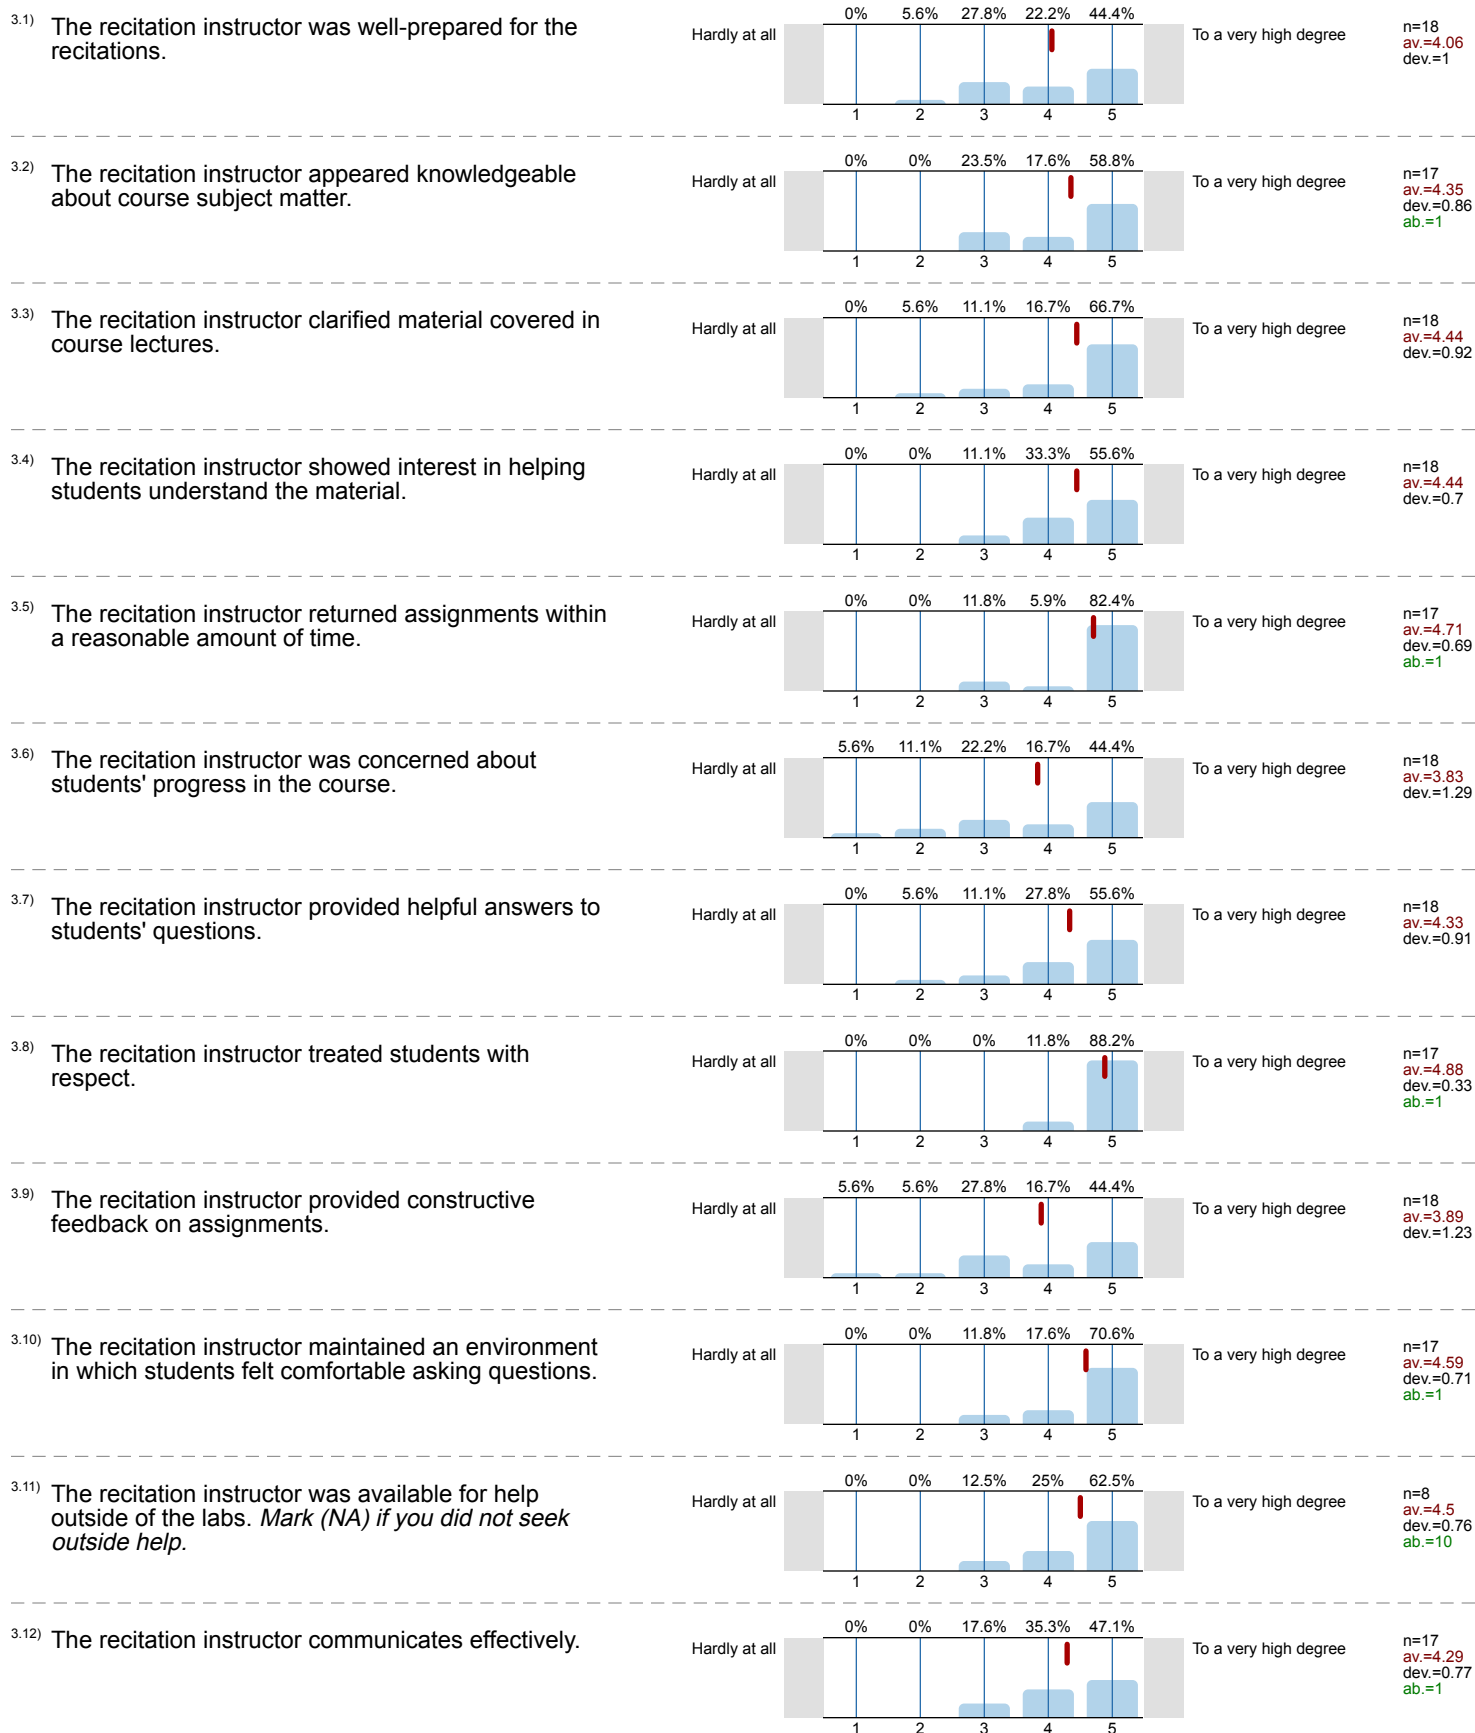 3.1) The recitation instructor was well-prepared for the
recitations.
Hardly at all
0% 5.6% 27.8% 22.2% 44.4%
1 2 3 4 5
To a very high degree
n=18
av.=4.06
dev.=1
3.2) The recitation instructor appeared knowledgeable
about course subject matter.
Hardly at all
0% 0% 23.5% 17.6% 58.8%
1 2 3 4 5
To a very high degree
n=17
av.=4.35
dev.=0.86
ab.=1
3.3) The recitation instructor clarified material covered in
course lectures.
Hardly at all
0% 5.6% 11.1% 16.7% 66.7%
1 2 3 4 5
To a very high degree
n=18
av.=4.44
dev.=0.92
3.4) The recitation instructor showed interest in helping
students understand the material.
Hardly at all
0% 0% 11.1% 33.3% 55.6%
1 2 3 4 5
To a very high degree
n=18
av.=4.44
dev.=0.7
3.5) The recitation instructor returned assignments within
a reasonable amount of time.
Hardly at all
0% 0% 11.8% 5.9% 82.4%
1 2 3 4 5
To a very high degree
n=17
av.=4.71
dev.=0.69
ab.=1
3.6) The recitation instructor was concerned about
students' progress in the course.
Hardly at all
5.6% 11.1% 22.2% 16.7% 44.4%
1 2 3 4 5
To a very high degree
n=18
av.=3.83
dev.=1.29
3.7) The recitation instructor provided helpful answers to
students' questions.
Hardly at all
0% 5.6% 11.1% 27.8% 55.6%
1 2 3 4 5
To a very high degree
n=18
av.=4.33
dev.=0.91
3.8) The recitation instructor treated students with
respect.
Hardly at all
0% 0% 0% 11.8% 88.2%
1 2 3 4 5
To a very high degree
n=17
av.=4.88
dev.=0.33
ab.=1
3.9) The recitation instructor provided constructive
feedback on assignments.
Hardly at all
5.6% 5.6% 27.8% 16.7% 44.4%
1 2 3 4 5
To a very high degree
n=18
av.=3.89
dev.=1.23
3.10) The recitation instructor maintained an environment
in which students felt comfortable asking questions.
Hardly at all
0% 0% 11.8% 17.6% 70.6%
1 2 3 4 5
To a very high degree
n=17
av.=4.59
dev.=0.71
ab.=1
3.11) The recitation instructor was available for help
outside of the labs. Mark (NA) if you did not seek
outside help.
Hardly at all
0% 0% 12.5% 25% 62.5%
1 2 3 4 5
To a very high degree
n=8
av.=4.5
dev.=0.76
ab.=10
3.12) The recitation instructor communicates effectively.
Hardly at all
0% 0% 17.6% 35.3% 47.1%
1 2 3 4 5
To a very high degree
n=17
av.=4.29
dev.=0.77
ab.=1